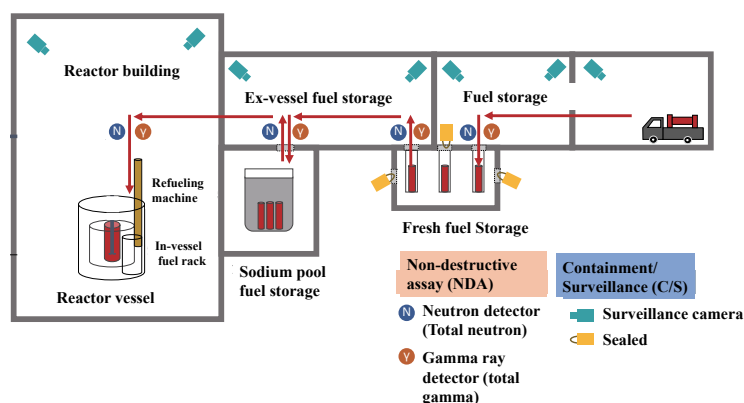 Reactor building
Ex-vessel fuel storage
Fuel storage
N
γ
N
γ
N
γ
N
γ
Refueling
machine
In-vessel
fuel rack
Reactor vessel
Sodium pool
fuel storage
Fresh fuel Storage
Non-destructive
assay (NDA)
N
Neutron detector
(Total neutron)
γ
Gamma ray
detector (total
gamma)
Containment/
Surveillance (C/S)
Surveillance camera
Sealed